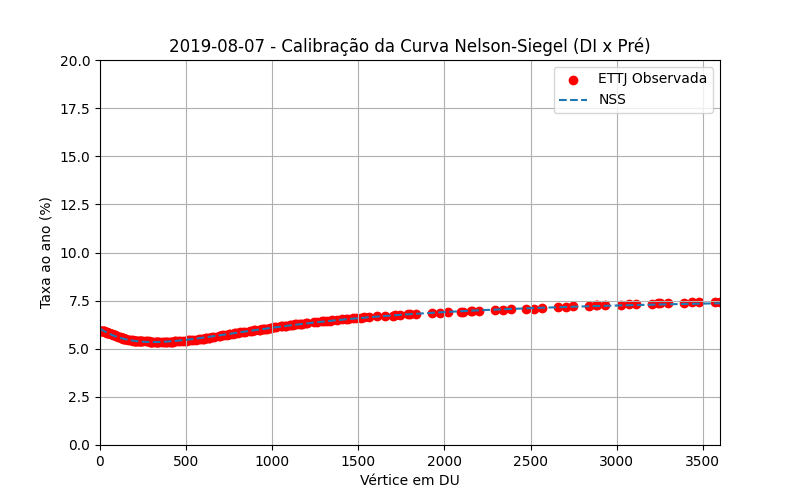 2019-08-07 - Calibração da Curva Nelson-Siegel (DI x Pré)
ETTJ Observada
NSS
Taxa ao ano (%)
20.0
17.5
15.0
12.5
10.0
7.5
5.0
2.5
0.0
0 500 1000 1500 2000 2500 3000 3500
Vértice em DU